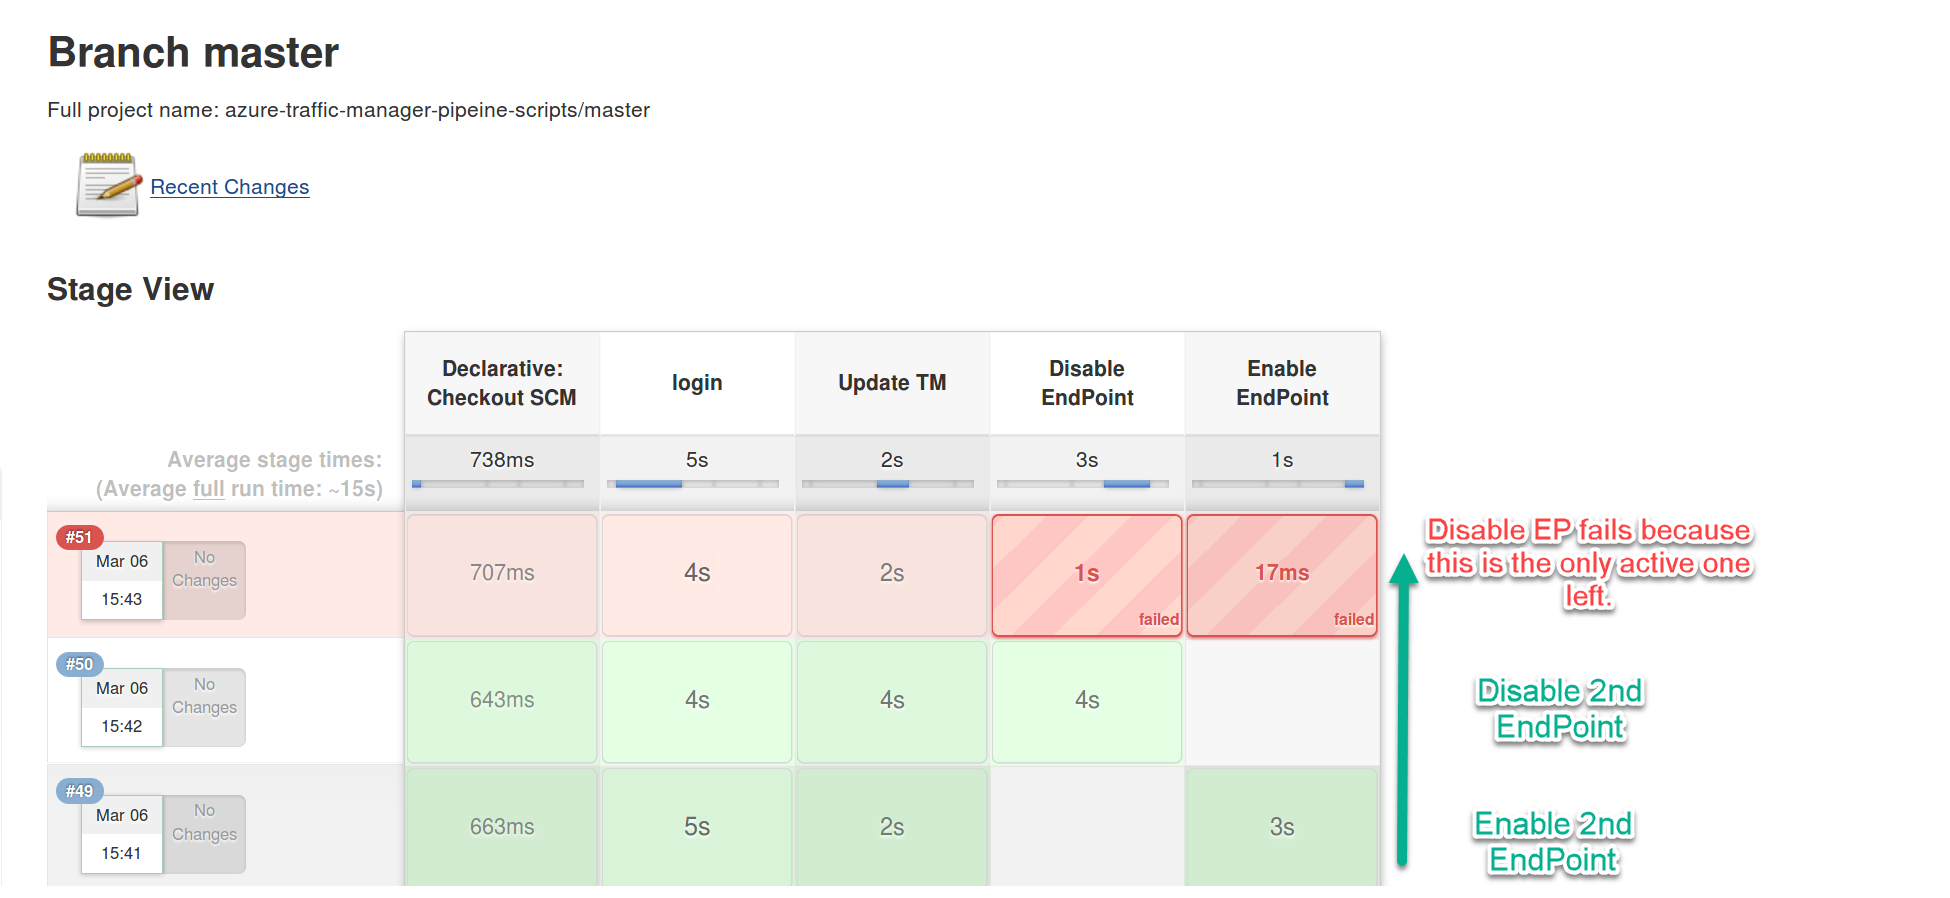 Branch master
Full project name: azure-traffic-manager-pipeine-scripts/master
Recent Changes
Stage View
Declarative:
Checkout SCM
login
Update TM
Disable
EndPoint
Enable
EndPoint
Average stage times:
(Average full run time: ~15s)
738ms
5s
2s
3s
1s
#51
Mar 06
15:43
No
Changes
707ms
4s
2s
1s
failed
17ms
failed
Disable EP fails because
this is the only active one
left.
#50
Mar 06
15:42
No
Changes
643ms
4s
4s
4s
Disable 2nd
EndPoint
#49
Mar 06
15:41
No
Changes
663ms
5s
2s
3s
Enable 2nd
EndPoint